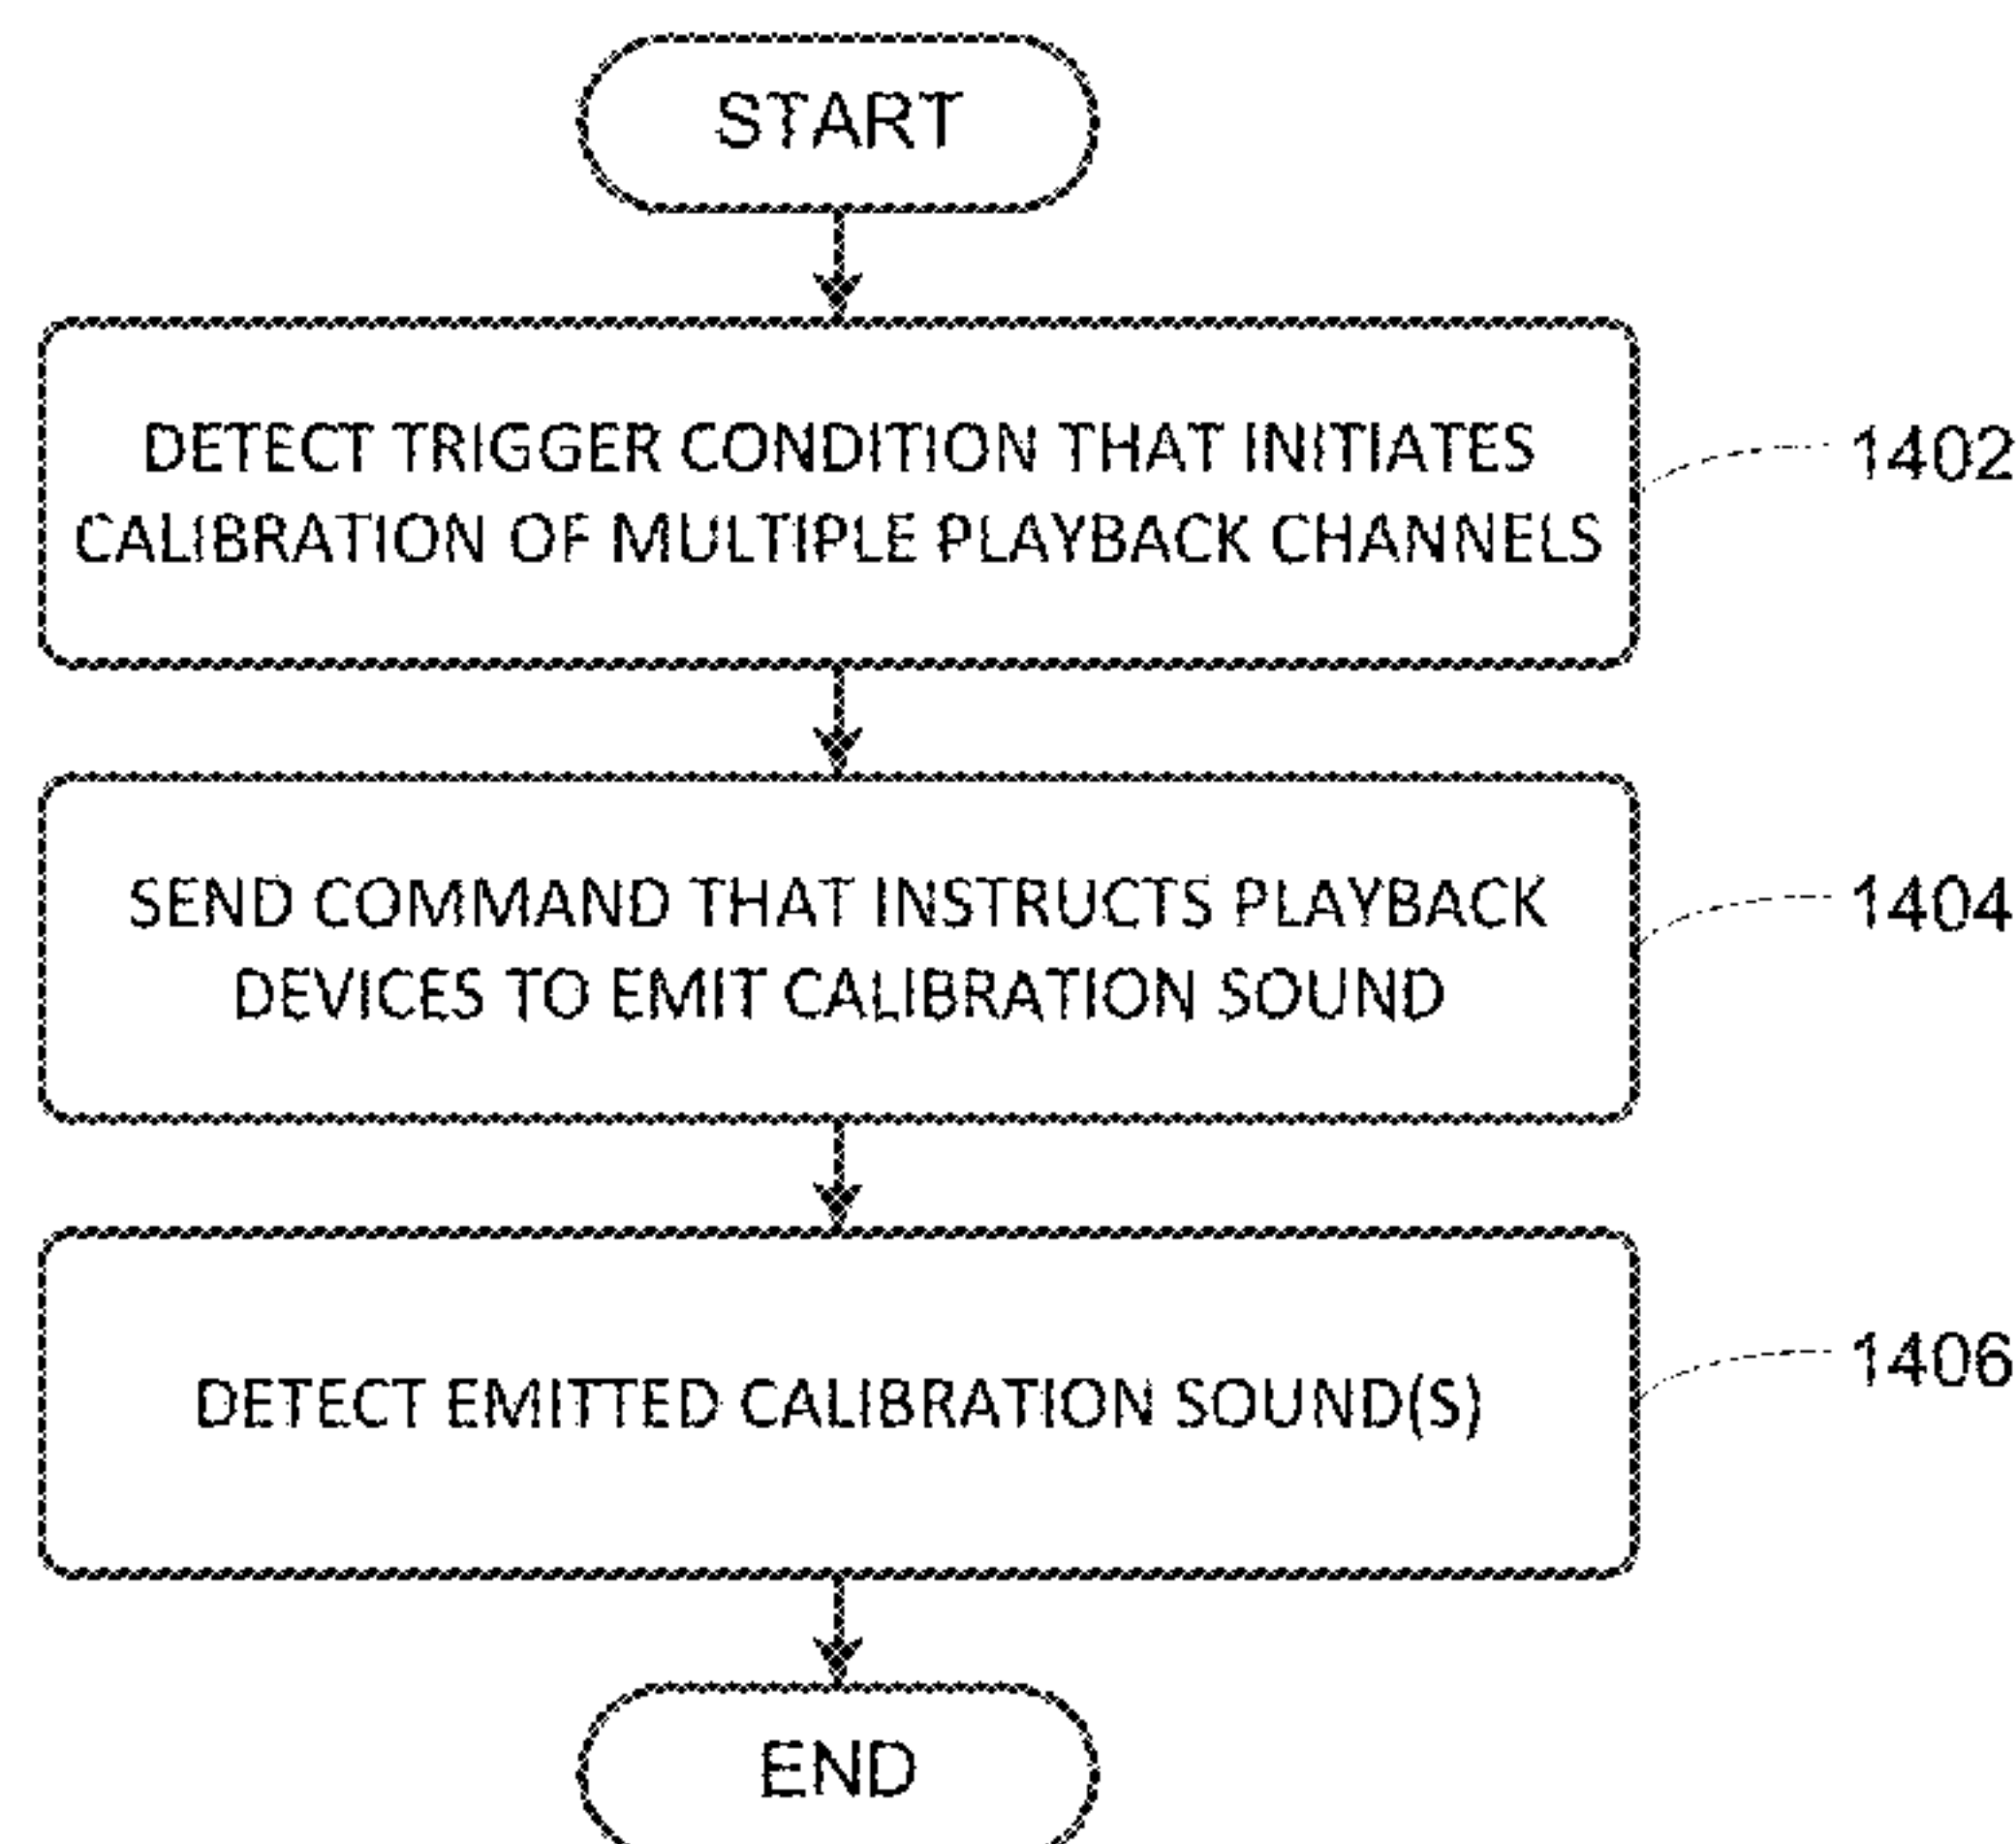 START
DETECT TRIGGER CONDITION THAT INITIATES
CALIBRATION OF MULTIPLE PLAYBACK CHANNELS
1402
SEND COMMAND THAT INSTRUCTS PLAYBACK
DEVICES TO EMIT CALIBRATION SOUND
1404
DETECT EMITTED CALIBRATION SOUND(S)
1406
END